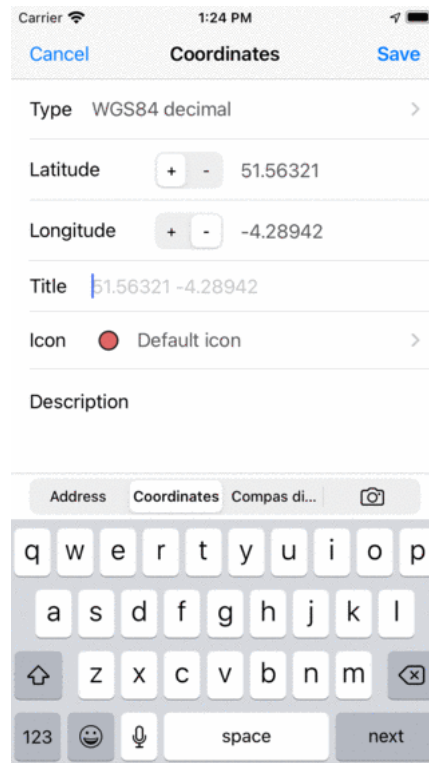 Carrier 1:24 PM
Cancel Coordinates Save
Type WGS84 decimal
Latitude + - 51.56321
Longitude + - -4.28942
Title 51.56321 -4.28942
Icon Default icon
Description
Address Coordinates Compas di...
q w e r t y u i o p
a s d f g h j k l
z x c v b n m
123 space next